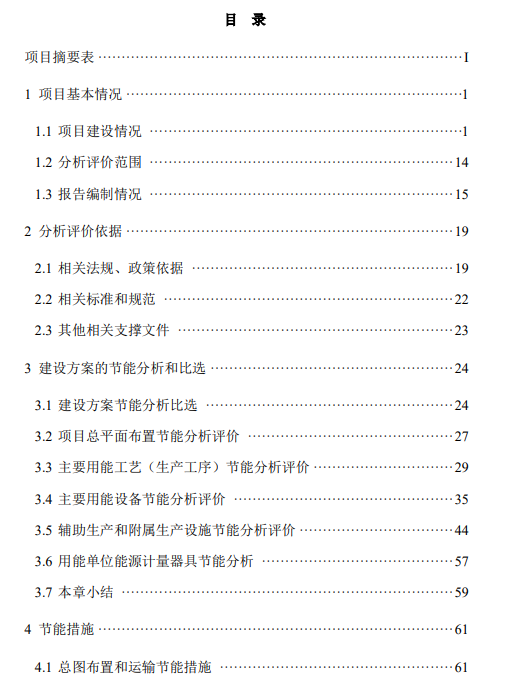 目 录
项目摘要表 ·································· I
1 项目基本情况 ·································· 1
1.1 项目建设情况 ·································· 1
1.2 分析评价范围 ·································· 14
1.3 报告编制情况 ·································· 15
2 分析评价依据 ·································· 19
2.1 相关法规、政策依据 ·································· 19
2.2 相关标准和规范 ·································· 22
2.3 其他相关支撑文件 ·································· 23
3 建设方案的节能分析和比选 ·································· 24
3.1 建设方案节能分析比选 ·································· 24
3.2 项目总平面布置节能分析评价 ·································· 27
3.3 主要用能工艺（生产工序）节能分析评价 ·································· 29
3.4 主要用能设备节能分析评价 ·································· 35
3.5 辅助生产和附属生产设施节能分析评价 ·································· 44
3.6 用能单位能源计量器具节能分析 ·································· 57
3.7 本章小结 ·································· 59
4 节能措施 ·································· 61
4.1 总图布置和运输节能措施 ·································· 61